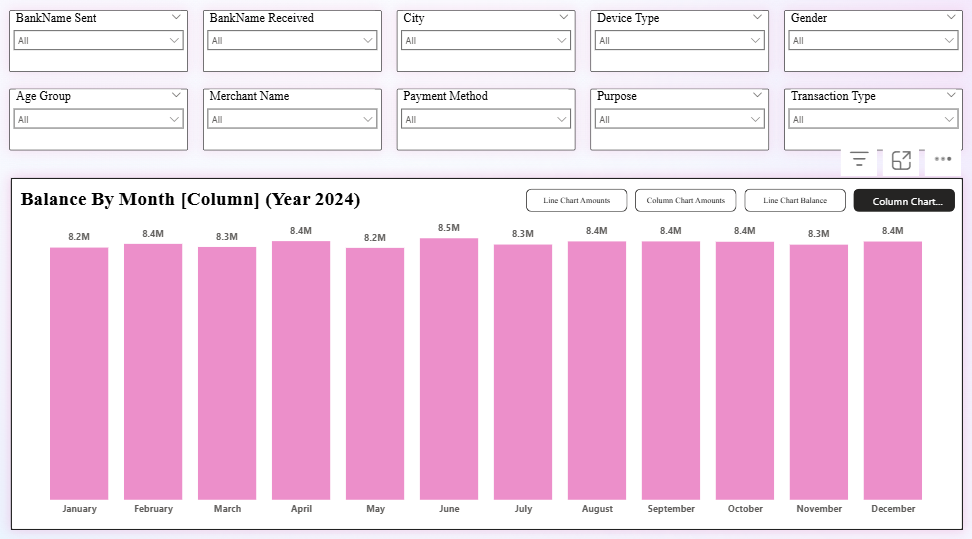 BankName Sent
BankName Received
City
Device Type
Gender
All
All
All
All
All
Age Group
Merchant Name
Payment Method
Purpose
Transaction Type
All
All
All
All
All
Balance By Month [Column] (Year 2024)
Line Chart Amounts
Column Chart Amounts
Line Chart Balance
Column Chart...
8.2M
8.4M
8.3M
8.4M
8.2M
8.5M
8.3M
8.4M
8.4M
8.4M
8.3M
8.4M
January
February
March
April
May
June
July
August
September
October
November
December